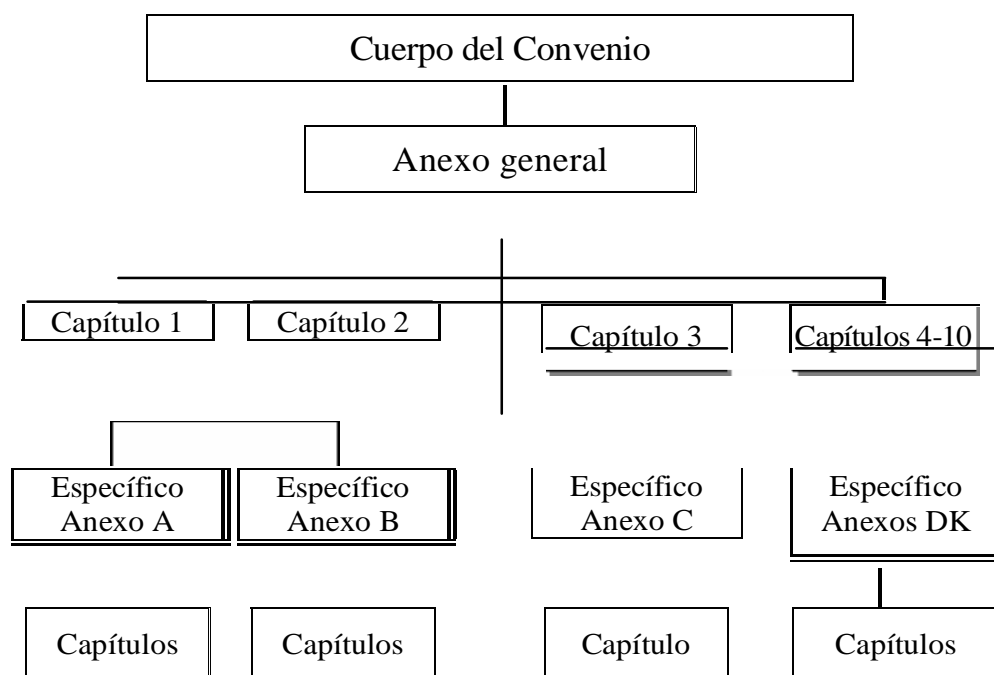 Cuerpo del Convenio
Anexo general
Capítulo 1
Capítulo 2
Capítulo 3
Capítulos 4-10
Específico
Anexo A
Específico
Anexo B
Específico
Anexo C
Específico
Anexos DK
Capítulos
Capítulos
Capítulo
Capítulos